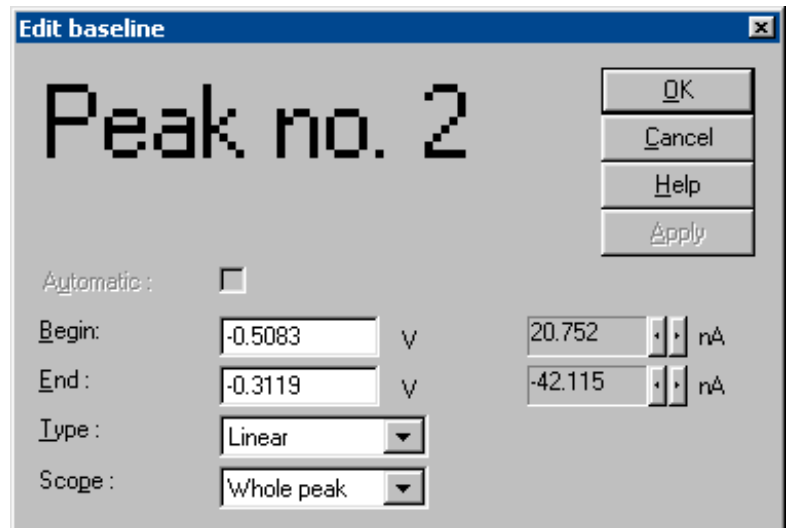 Edit baseline
Peak no. 2
OK
Cancel
Help
Apply
Automatic :
Begin: -0.5083 V 20.752 nA
End : -0.3119 V -42.115 nA
Type : Linear
Scope : Whole peak